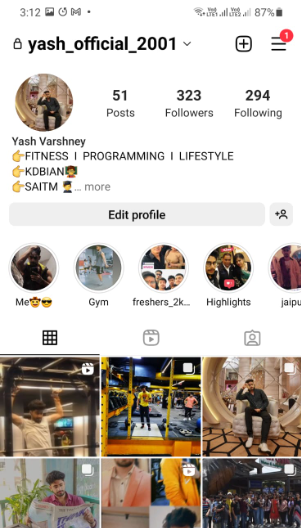 3:12
87%
yash_official_2001
1
51
323
294
Posts
Followers
Following
Yash Varshney
👉FITNESS I PROGRAMMING I LIFESTYLE
👉KDBIAN
👉SAITM ... more
Edit profile
Me🤠😎
Gym
freshers_2k...
Highlights
jaipu